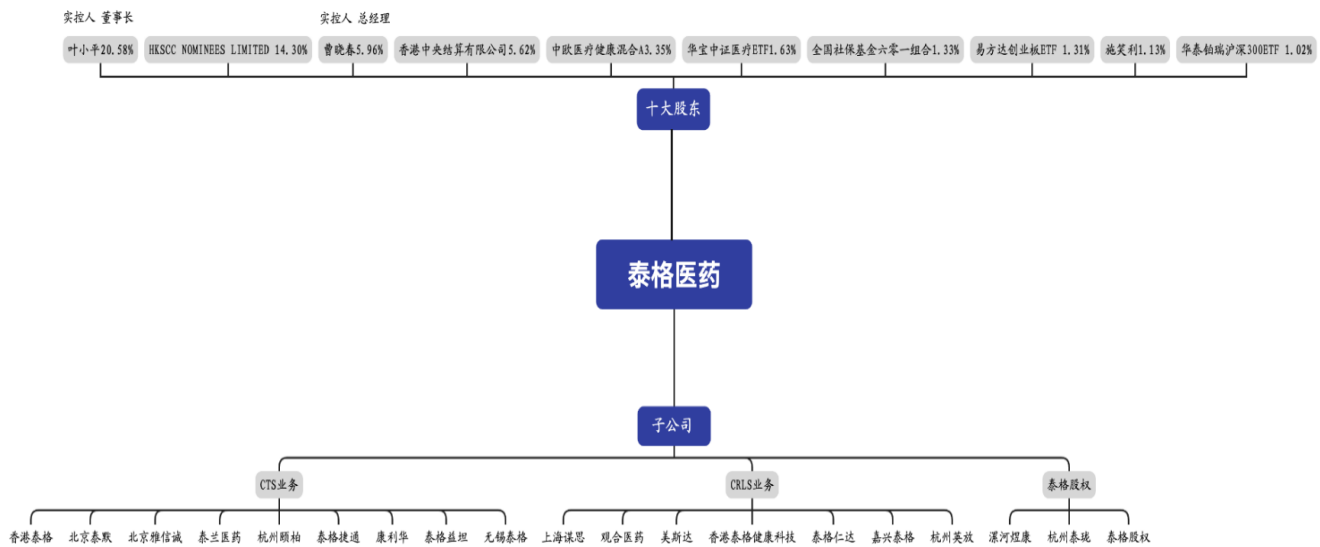 实控人 董事长
实控人 总经理
叶小平20.58%
HKSCC NOMINEES LIMITED 14.30%
曹晓春5.96%
香港中央结算有限公司5.62%
中欧医疗健康混合A3.35%
华宝中证医疗ETF1.63%
全国社保基金六零一组合1.33%
易方达创业板ETF 1.31%
施笑利1.13%
华泰铂瑞沪深300ETF 1.02%
十大股东
泰格医药
子公司
CTS业务
CRLS业务
泰格股权
香港泰格
北京泰默
北京雅信诚
泰兰医药
杭州颐柏
泰格捷通
康利华
泰格益坦
无锡泰格
上海谋思
观合医药
美斯达
香港泰格健康科技
泰格仁达
嘉兴泰格
杭州英放
漯河煜康
杭州泰珑
泰格股权